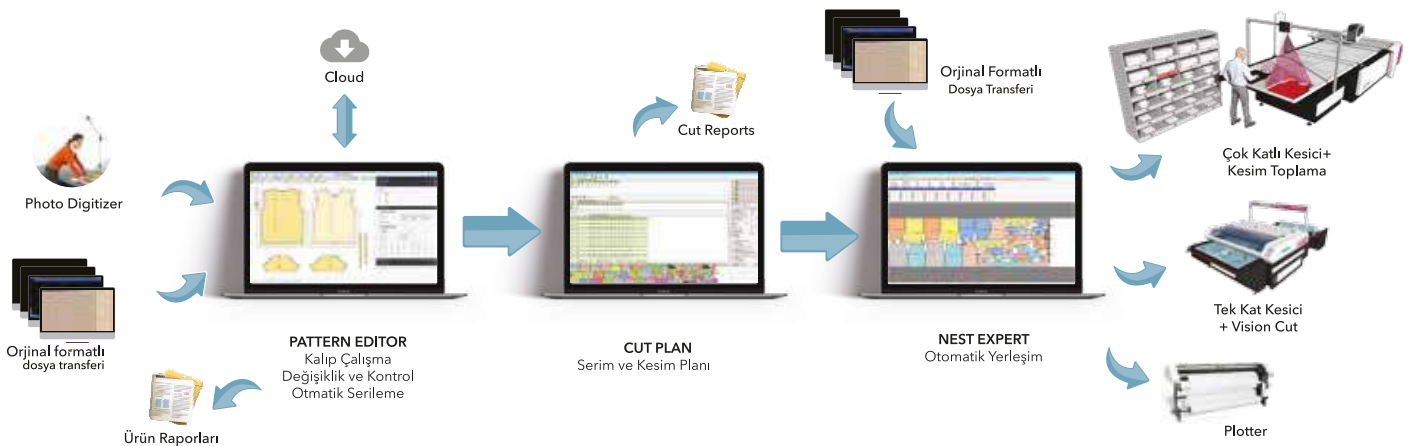 Cloud
Photo Digitizer
Orjinal formatlı
dosya transferi
PATTERN EDITOR
Kalıp Çalışma
Değişiklik ve Kontrol
Otmatik Serileme
Ürün Raporları
Cut Reports
CUT PLAN
Serim ve Kesim Planı
Orjinal Formatlı
Dosya Transferi
NEST EXPERT
Otomatik Yerleşim
Çok Katlı Kesici+
Kesim Toplama
Tek Kat Kesici
+ Vision Cut
Plotter